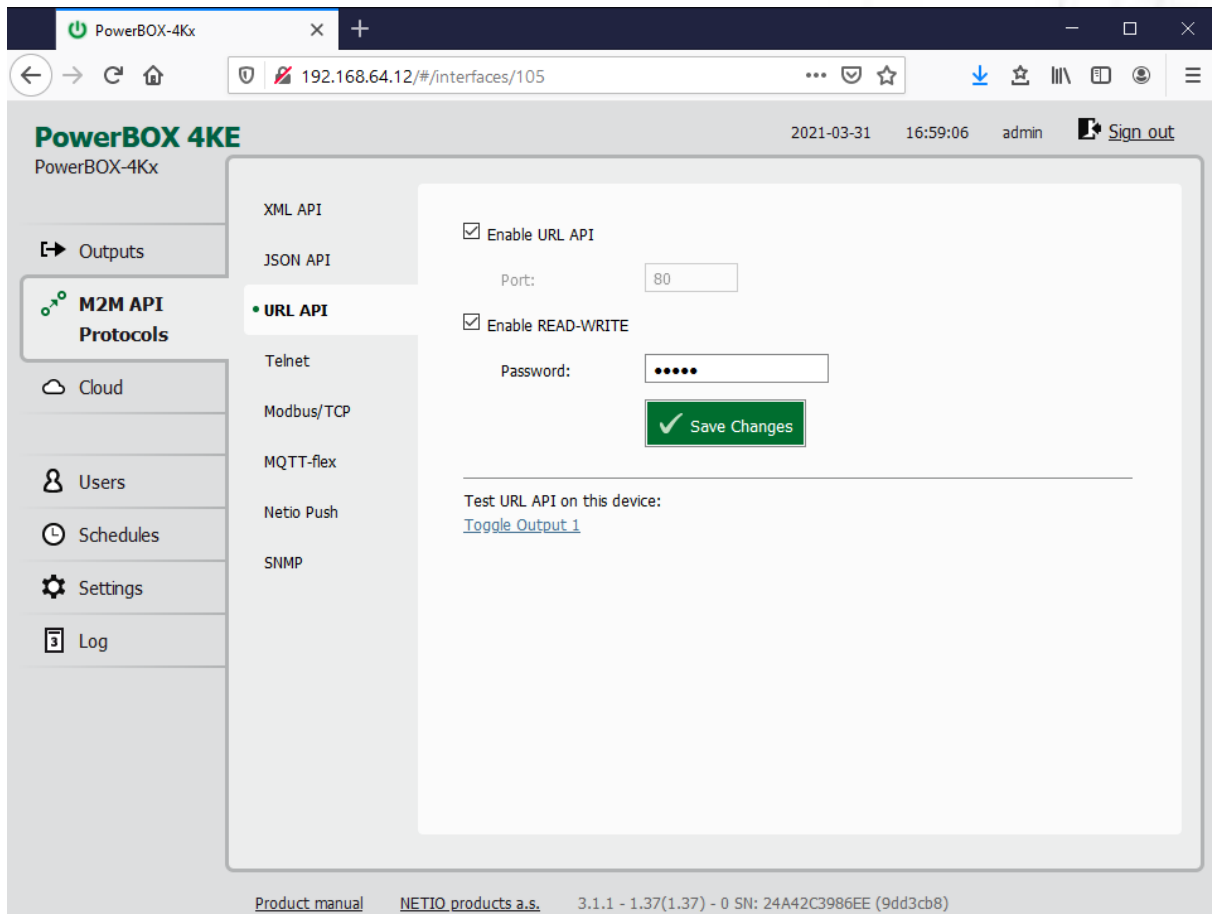 PowerBOX-4Kx
192.168.64.12/#/interfaces/105
PowerBOX 4KE
PowerBOX-4Kx
2021-03-31 16:59:06 admin Sign out
Outputs
M2M API
Protocols
Cloud
Users
Schedules
Settings
3 Log
XML API
JSON API
• URL API
Telnet
Modbus/TCP
MQTT-flex
Netio Push
SNMP
Enable URL API
Port: 80
Enable READ-WRITE
Password: •••••
Save Changes
Test URL API on this device:
Toggle Output 1
Product manual NETIO products a.s. 3.1.1 - 1.37(1.37) - 0 SN: 24A42C3986EE (9dd3cb8)